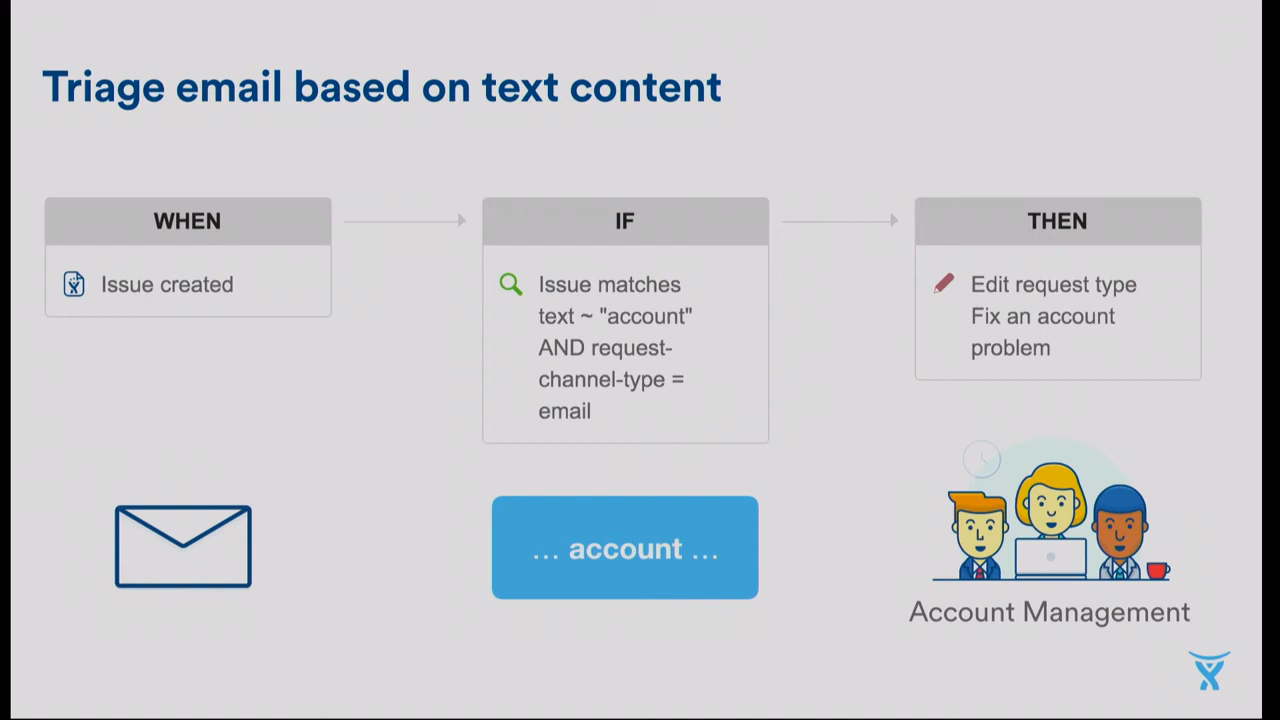 Triage email based on text content
WHEN
Issue created
IF
Issue matches
text ~ "account"
AND request-
channel-type =
email
THEN
Edit request type
Fix an account
problem
... account ...
Account Management